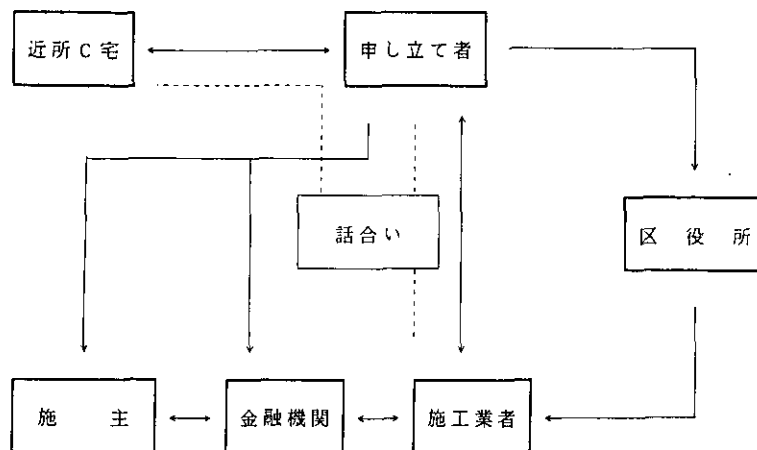 近所C宅
申し立て者
話合い
区役所
施主
金融機関
施工業者